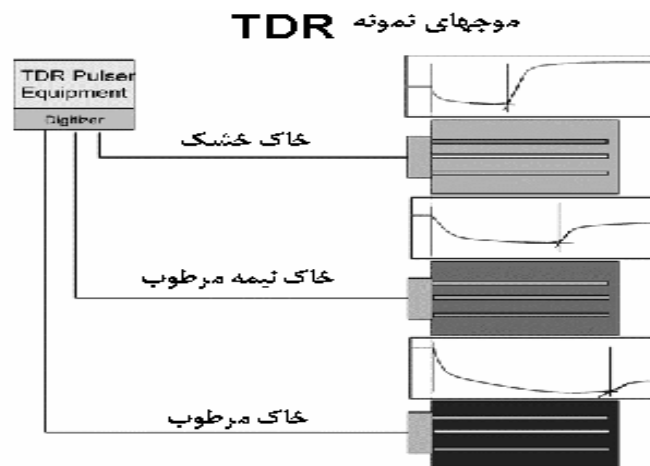 موجهای نمونه TDR
TDR Pulser
Equipment
Digitizer
خاک خشک
خاک نیمه مرطوب
خاک مرطوب